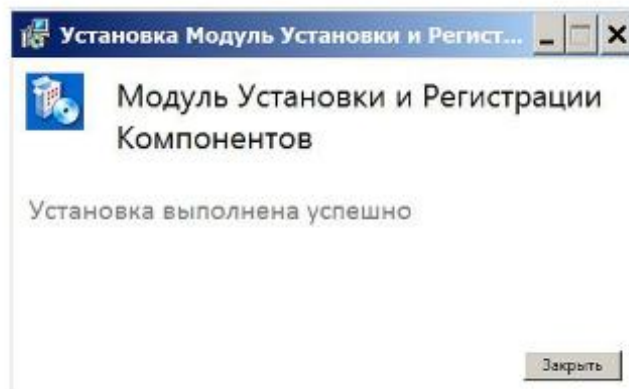 Установка Модуль Установки и Регист...
Модуль Установки и Регистрации
Компонентов
Установка выполнена успешно
Закрыть